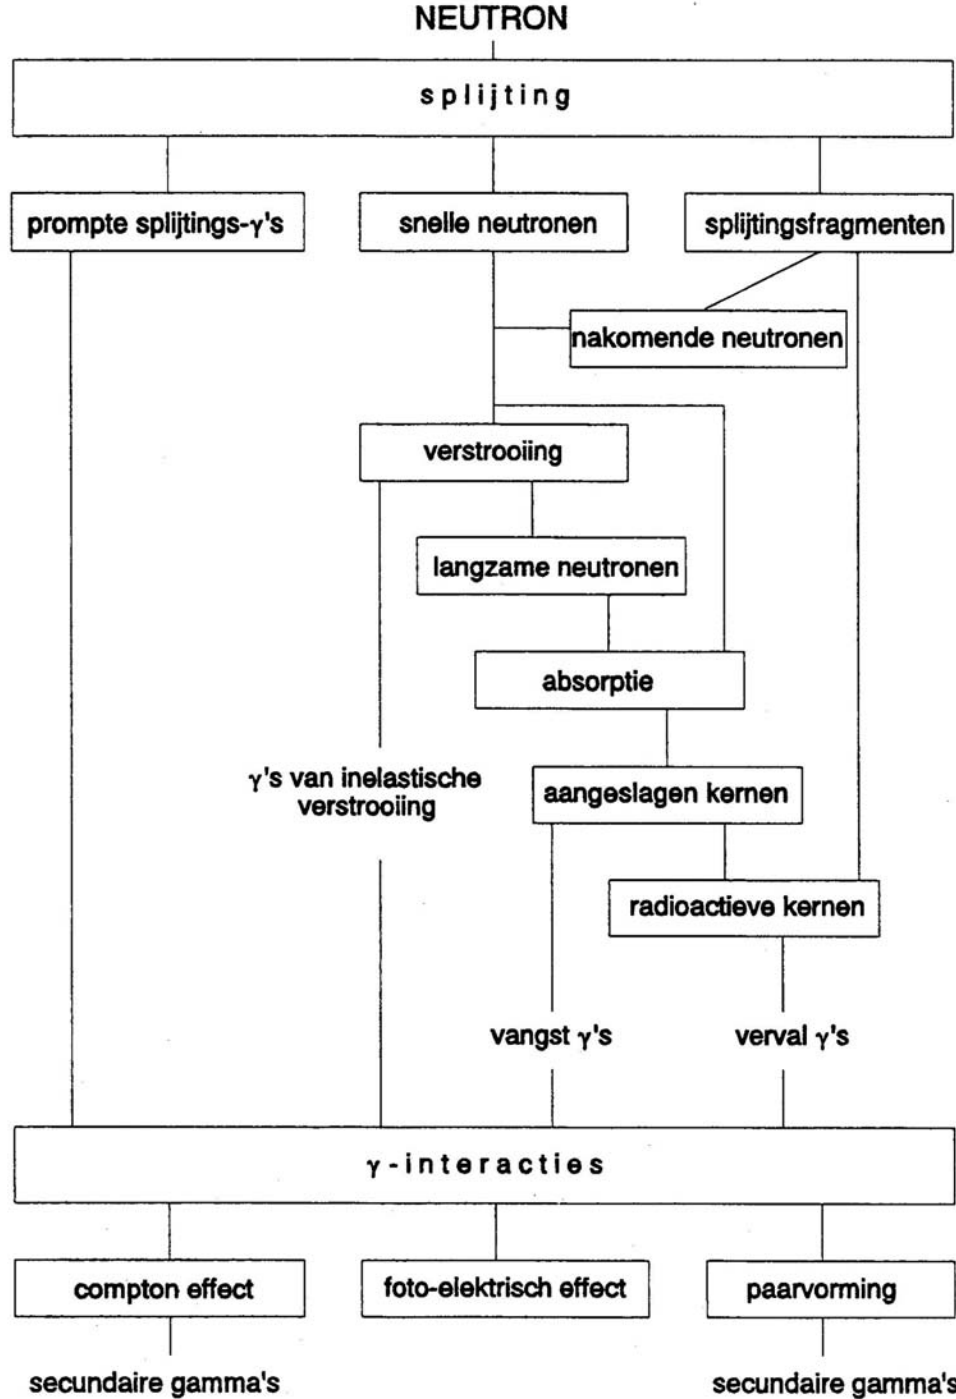 NEUTRON
splijting
prompte splijtings-γ's
snelle neutronen
splijtingsfragmenten
nakomende neutronen
verstrooiing
langzame neutronen
absorptie
γ's van inelastische
verstrooiing
aangeslagen kernen
radioactieve kernen
vangst γ's
verval γ's
γ-interacties
compton effect
foto-elektrisch effect
paarvorming
secundaire gamma's
secundaire gamma's